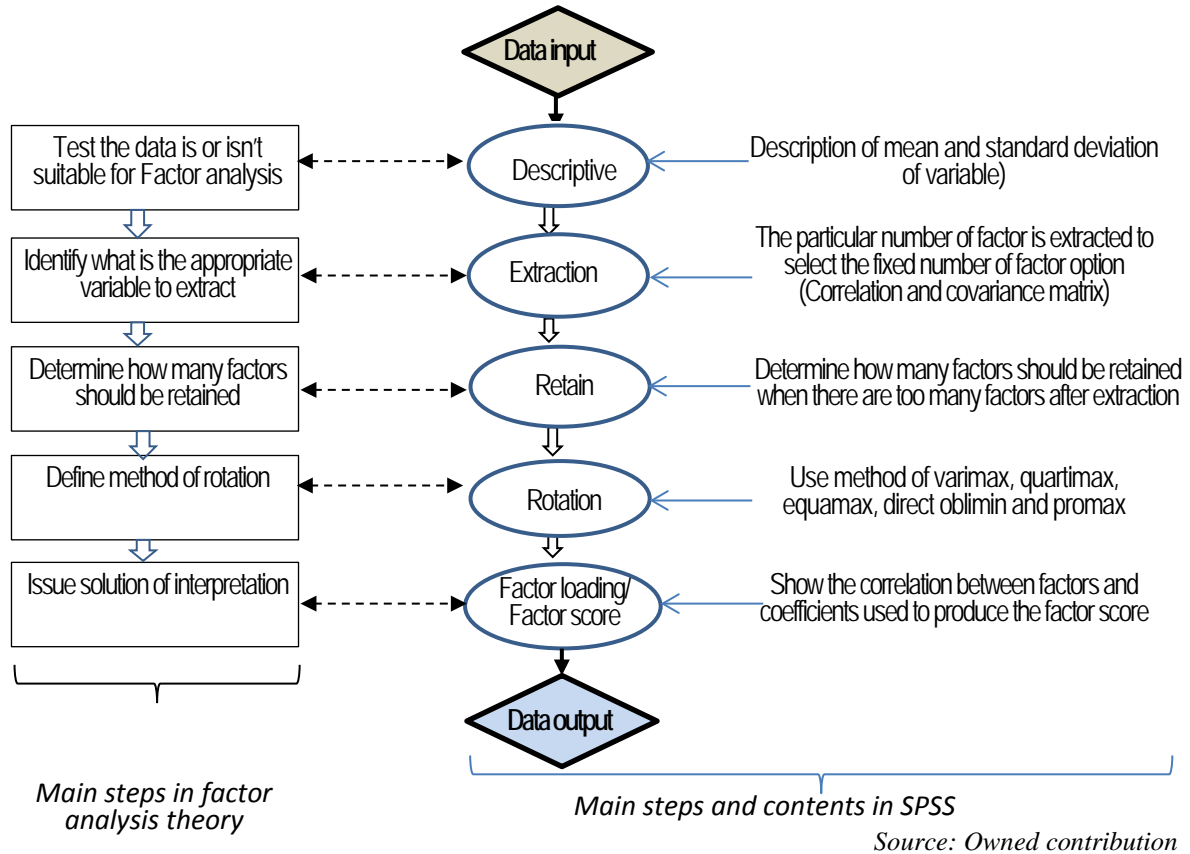 Data input
Test the data is or isn't
suitable for Factor analysis
Descriptive
Description of mean and standard deviation
of variable)
Identify what is the appropriate
variable to extract
Extraction
The particular number of factor is extracted to
select the fixed number of factor option
(Correlation and covariance matrix)
Determine how many factors
should be retained
Retain
Determine how many factors should be retained
when there are too many factors after extraction
Define method of rotation
Rotation
Use method of varimax, quartimax,
equamax, direct oblimin and promax
Issue solution of interpretation
Factor loading/
Factor score
Show the correlation between factors and
coefficients used to produce the factor score
Data output
Main steps in factor
analysis theory
Main steps and contents in SPSS
Source: Owned contribution